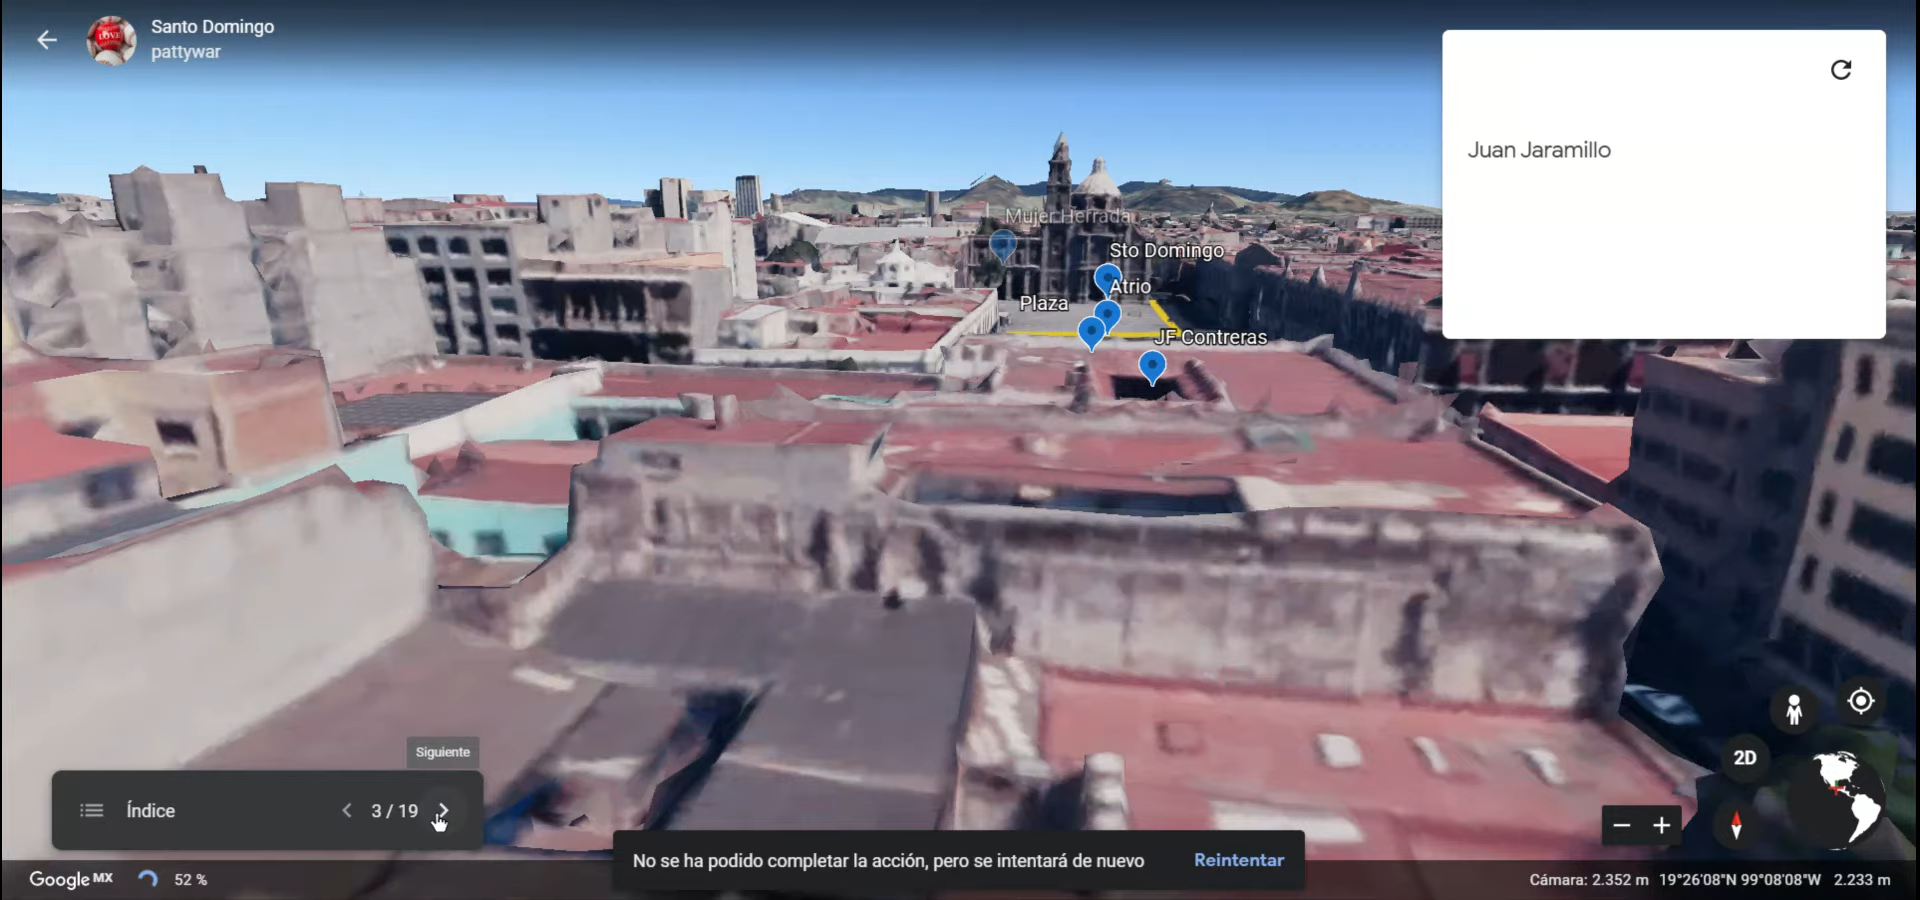 Santo Domingo
pattywar
LOVE
Juan Jaramillo
Mujer Herrada
Sto Domingo
Atrio
Plaza
JF Contreras
Siguiente
Índice
3 / 19
2D
No se ha podido completar la acción, pero se intentará de nuevo
Reintentar
Google MX
52 %
Cámara: 2.352 m 19°26'08"N 99°08'08"W 2.233 m